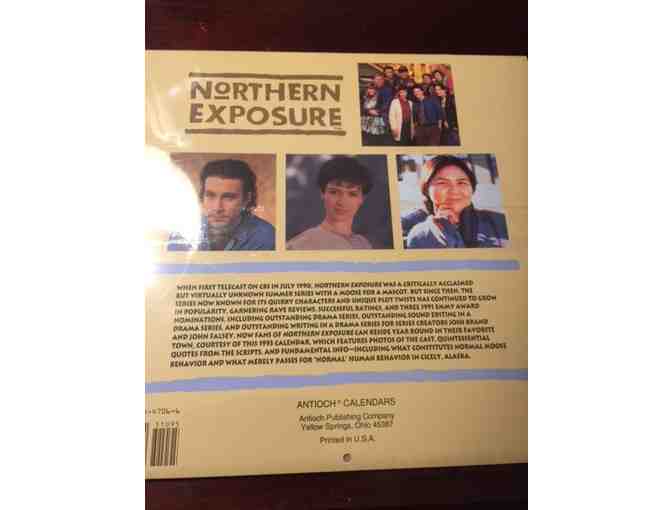 NORTHERN
EXPOSURE
WHEN FIRST TELECAST ON CBS IN JULY 1990, NORTHERN EXPOSURE WAS A CRITICALLY ACCLAIMED
BUT VIRTUALLY UNKNOWN SUMMER SERIES WITH A MOOSE FOR A MASCOT. BUT SINCE THEN, THE
SERIES NOW KNOWN FOR ITS QUIRKY CHARACTERS AND UNIQUE PLOT TWISTS HAS CONTINUED TO GROW
IN POPULARITY, GARNERING RAVE REVIEWS, SUCCESSFUL RATINGS, AND THREE 1991 EMMY AWARD
NOMINATIONS, INCLUDING OUTSTANDING DRAMA SERIES, OUTSTANDING SOUND EDITING IN A
DRAMA SERIES, AND OUTSTANDING WRITING IN A DRAMA SERIES FOR SERIES CREATORS JOSH BRAND
AND JOHN FALSEY. NOW FANS OF NORTHERN EXPOSURE CAN RESIDE YEAR ROUND IN THEIR FAVORITE
TOWN, COURTESY OF THIS 1993 CALENDAR, WHICH FEATURES PHOTOS OF THE CAST, QUINTESSENTIAL
QUOTES FROM THE SCRIPTS, AND FUNDAMENTAL INFO—INCLUDING WHAT CONSTITUTES NORMAL MOOSE
BEHAVIOR AND WHAT MERELY PASSES FOR 'NORMAL' HUMAN BEHAVIOR IN CICELY, ALASKA.
ANTIOCH® CALENDARS
Antioch Publishing Company
Yellow Springs, Ohio 45387
Printed in U.S.A.
4706-6
51095